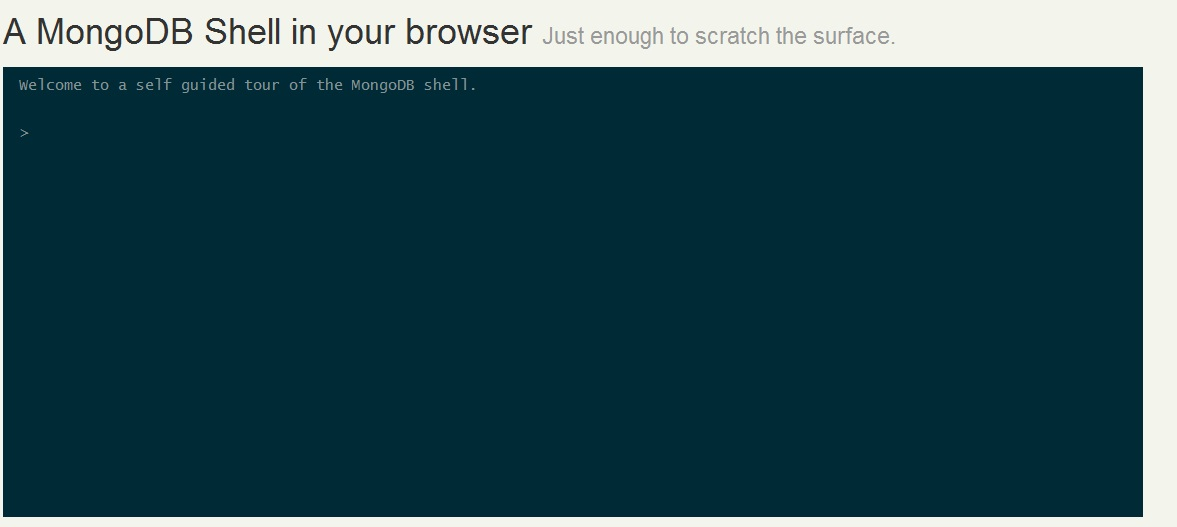 A MongoDB Shell in your browser Just enough to scratch the surface.
Welcome to a self guided tour of the MongoDB shell.
>